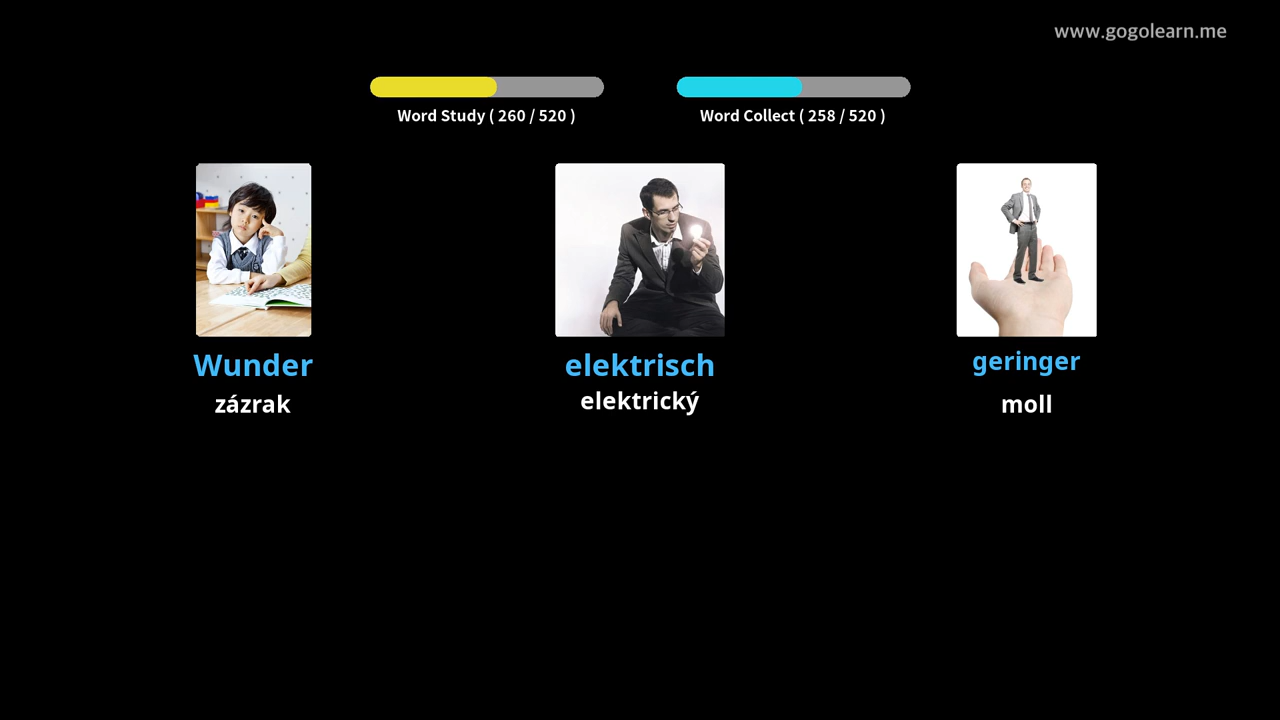 www.gogolearn.me
Word Study ( 260 / 520 )
Word Collect ( 258 / 520 )
Wunder
zázrak
elektrisch
elektrický
geringer
moll